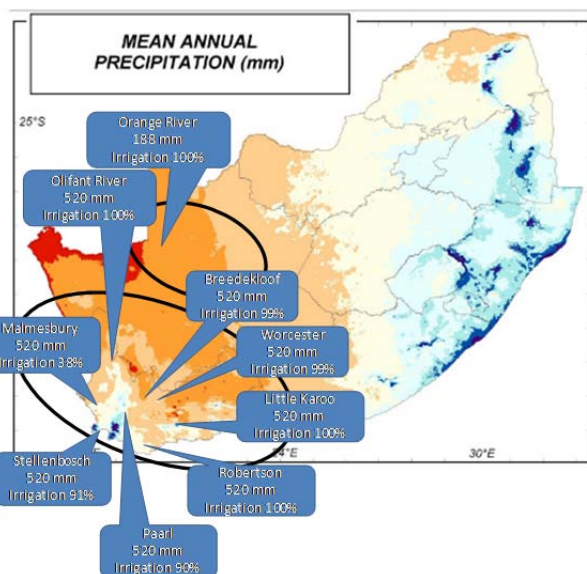 MEAN ANNUAL
PRECIPITATION (mm)
25°S
Orange River
188 mm
Irrigation 100%
Olifant River
520 mm
Irrigation 100%
Breedekloof
520 mm
Irrigation 99%
Malmesbury
520 mm
Irrigation 38%
Worcester
520 mm
Irrigation 99%
Little Karoo
520 mm
Irrigation 100%
24°E
30°E
Stellenbosch
520 mm
Irrigation 91%
Robertson
520 mm
Irrigation 100%
Paarl
520 mm
Irrigation 90%